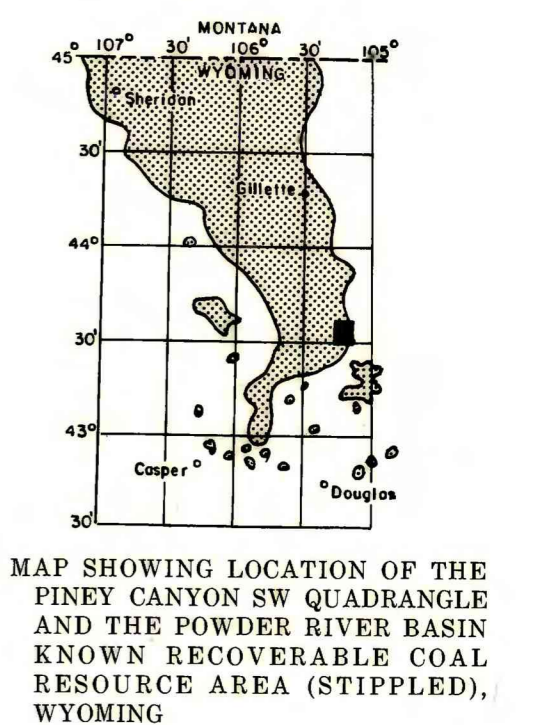 MONTANA
45° 107° 30' 106° 30' 105°
WYOMING
Sheridan
30'
Gillette
44°
30'
43°
Casper
Douglas
30'
MAP SHOWING LOCATION OF THE
PINEY CANYON SW QUADRANGLE
AND THE POWDER RIVER BASIN
KNOWN RECOVERABLE COAL
RESOURCE AREA (STIPPLED),
WYOMING